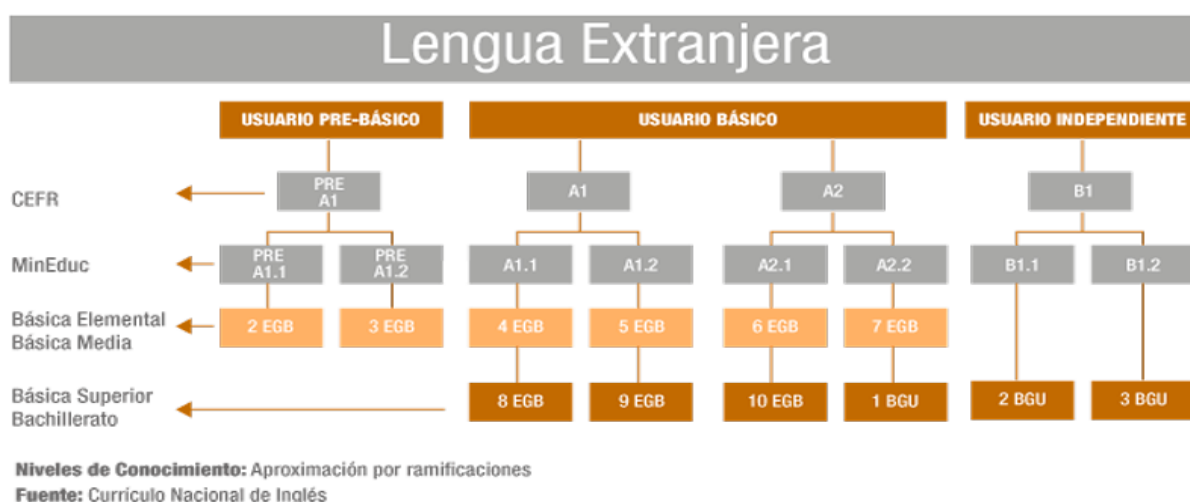 Lengua Extranjera
USUARIO PRE-BÁSICO USUARIO BÁSICO USUARIO INDEPENDIENTE
CEFR
PRE
A1
A1 A2 B1
MinEduc
PRE
A1.1
PRE
A1.2
A1.1 A1.2 A2.1 A2.2 B1.1 B1.2
Básica Elemental
Básica Media
2 EGB 3 EGB 4 EGB 5 EGB 6 EGB 7 EGB
Básica Superior
Bachillerato
8 EGB 9 EGB 10 EGB 1 BGU 2 BGU 3 BGU
Niveles de Conocimiento: Aproximación por ramificaciones
Fuente: Currículo Nacional de Inglés